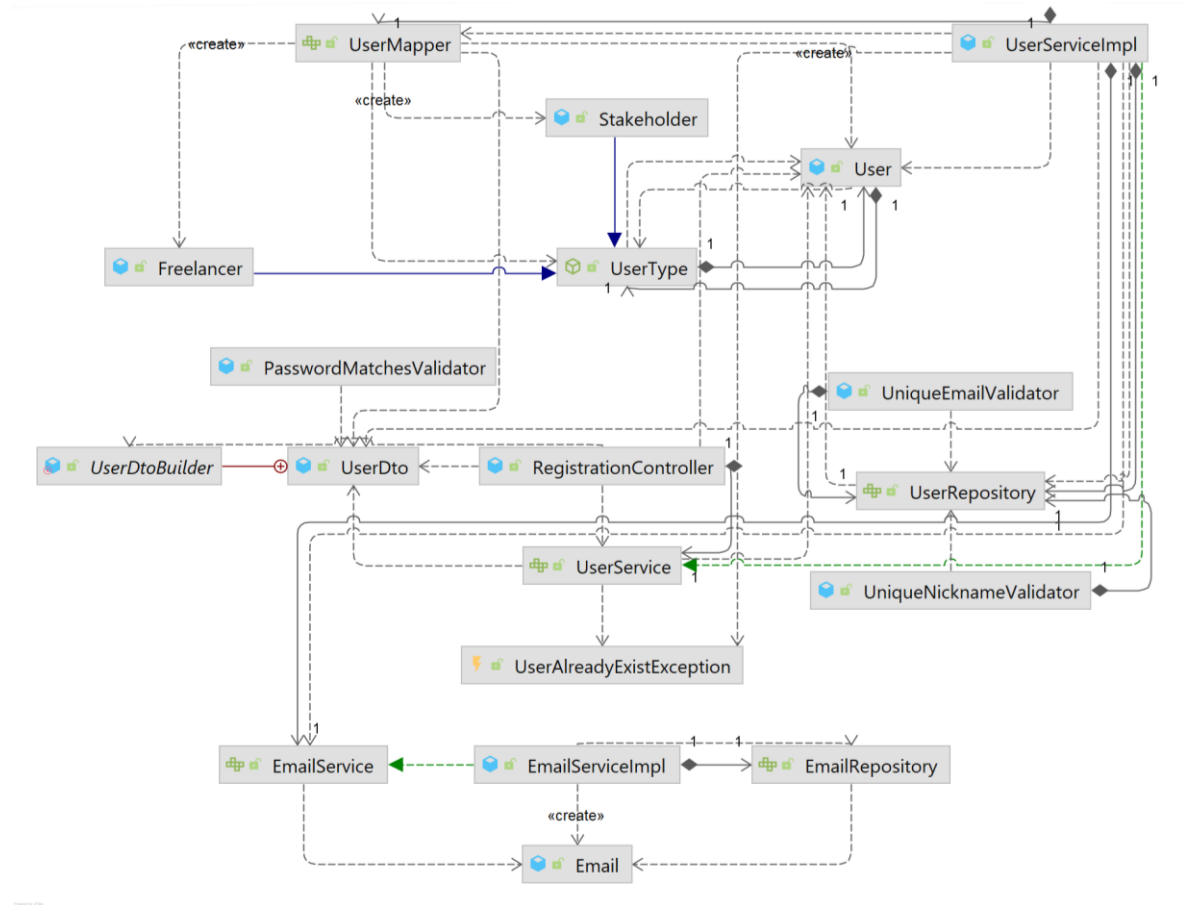 1
1
«create»
UserMapper
UserServiceImpl
«create»
1
1
«create»
Stakeholder
User
1
1
1
Freelancer
UserType
1
PasswordMatchesValidator
UniqueEmailValidator
1
1
UserDtoBuilder
UserDto
RegistrationController
1
UserRepository
1
1
UserService
1
1
UniqueNicknameValidator
UserAlreadyExistException
1
1
1
EmailService
EmailServiceImpl
EmailRepository
«create»
Email